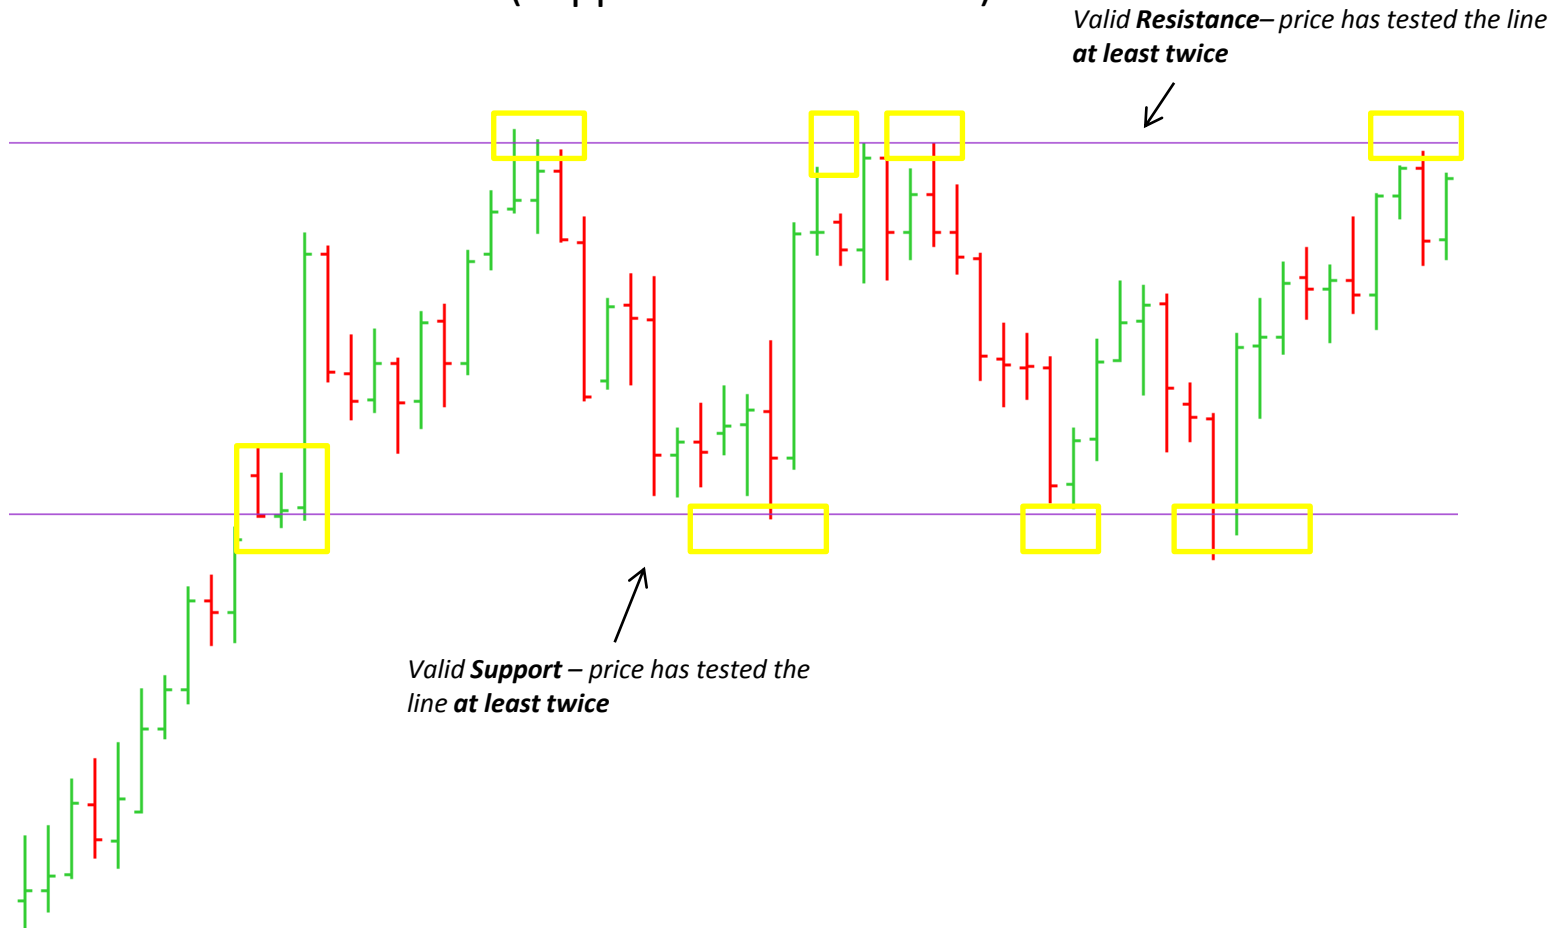 Valid Resistance– price has tested the line
at least twice
Valid Support – price has tested the
line at least twice